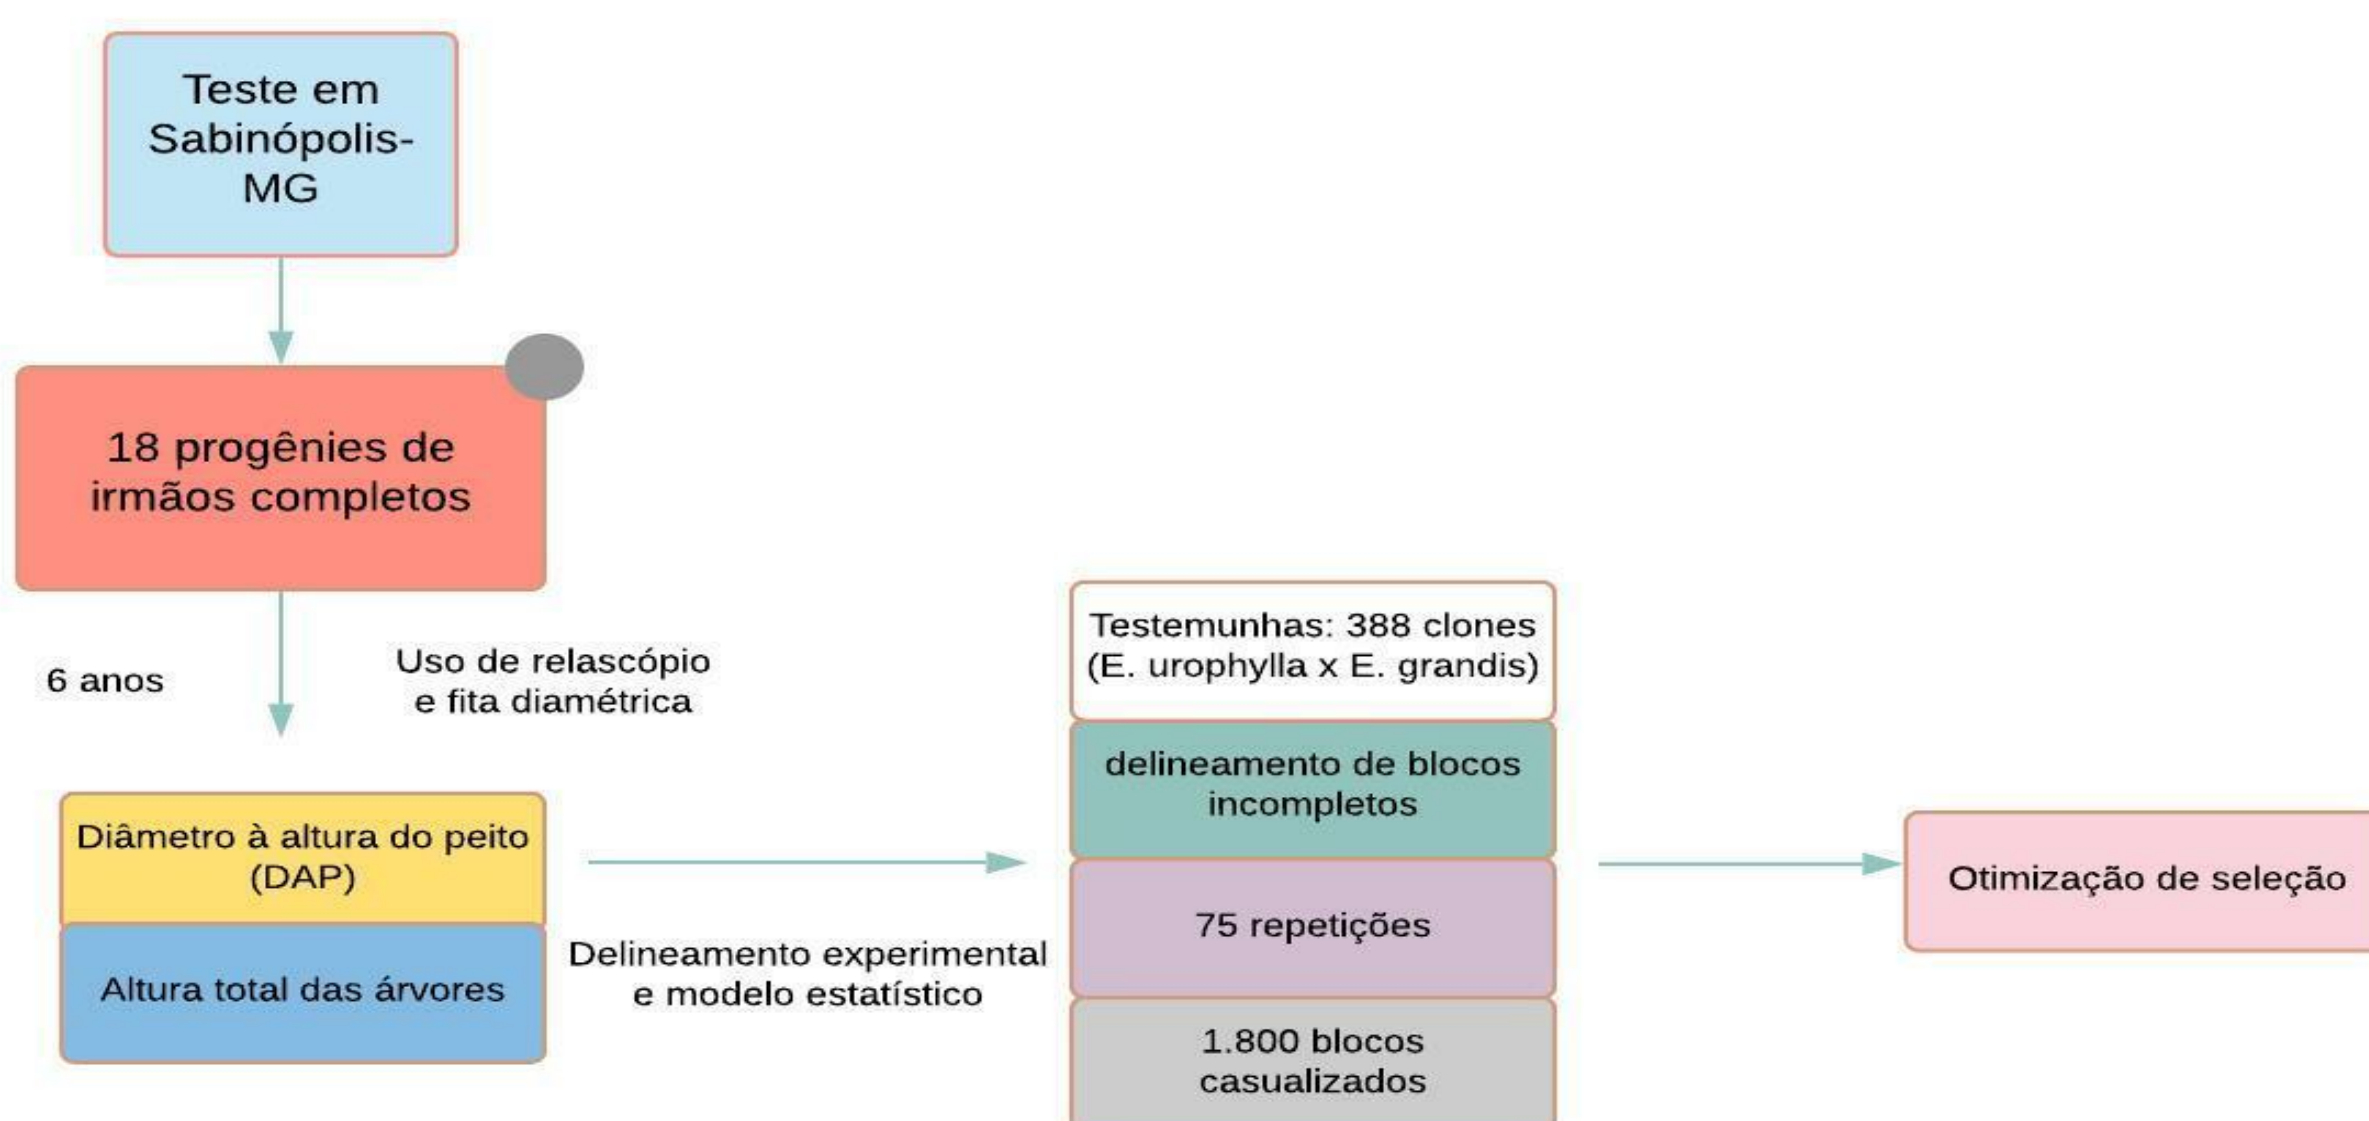 Teste em
Sabinópolis-
MG
18 progênies de
irmãos completos
6 anos
Uso de relascópio
e fita diamétrica
Diâmetro à altura do peito
(DAP)
Altura total das árvores
Delineamento experimental
e modelo estatístico
Testemunhas: 388 clones
(E. urophylla x E. grandis)
delineamento de blocos
incompletos
75 repetições
1.800 blocos
casualizados
Otimização de seleção